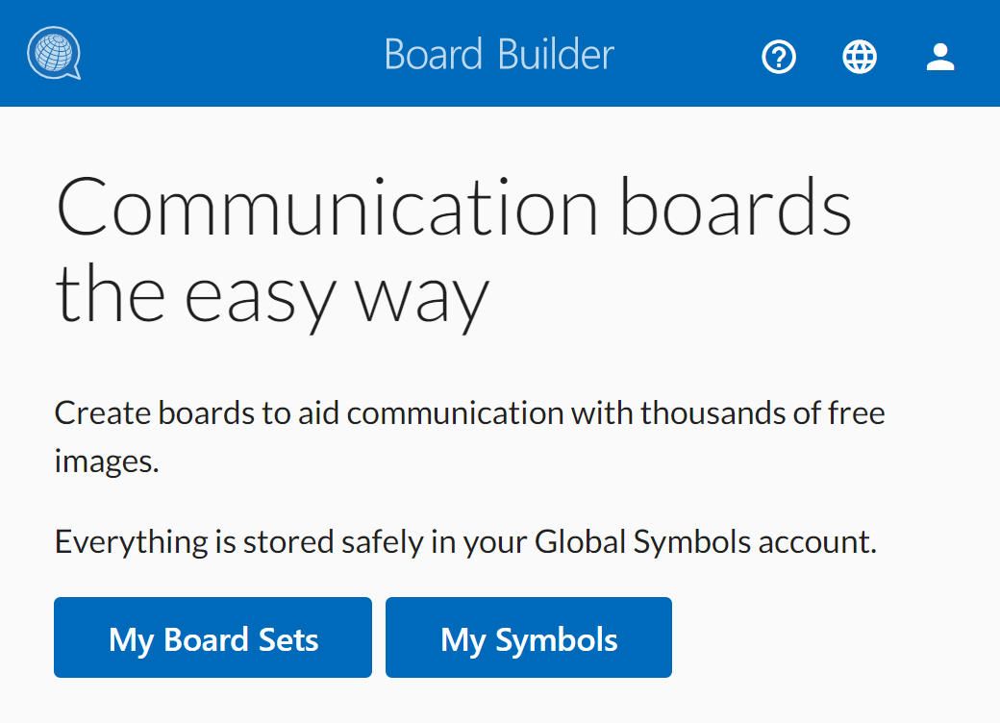 Board Builder
Communication boards
the easy way
Create boards to aid communication with thousands of free
images.
Everything is stored safely in your Global Symbols account.
My Board Sets
My Symbols